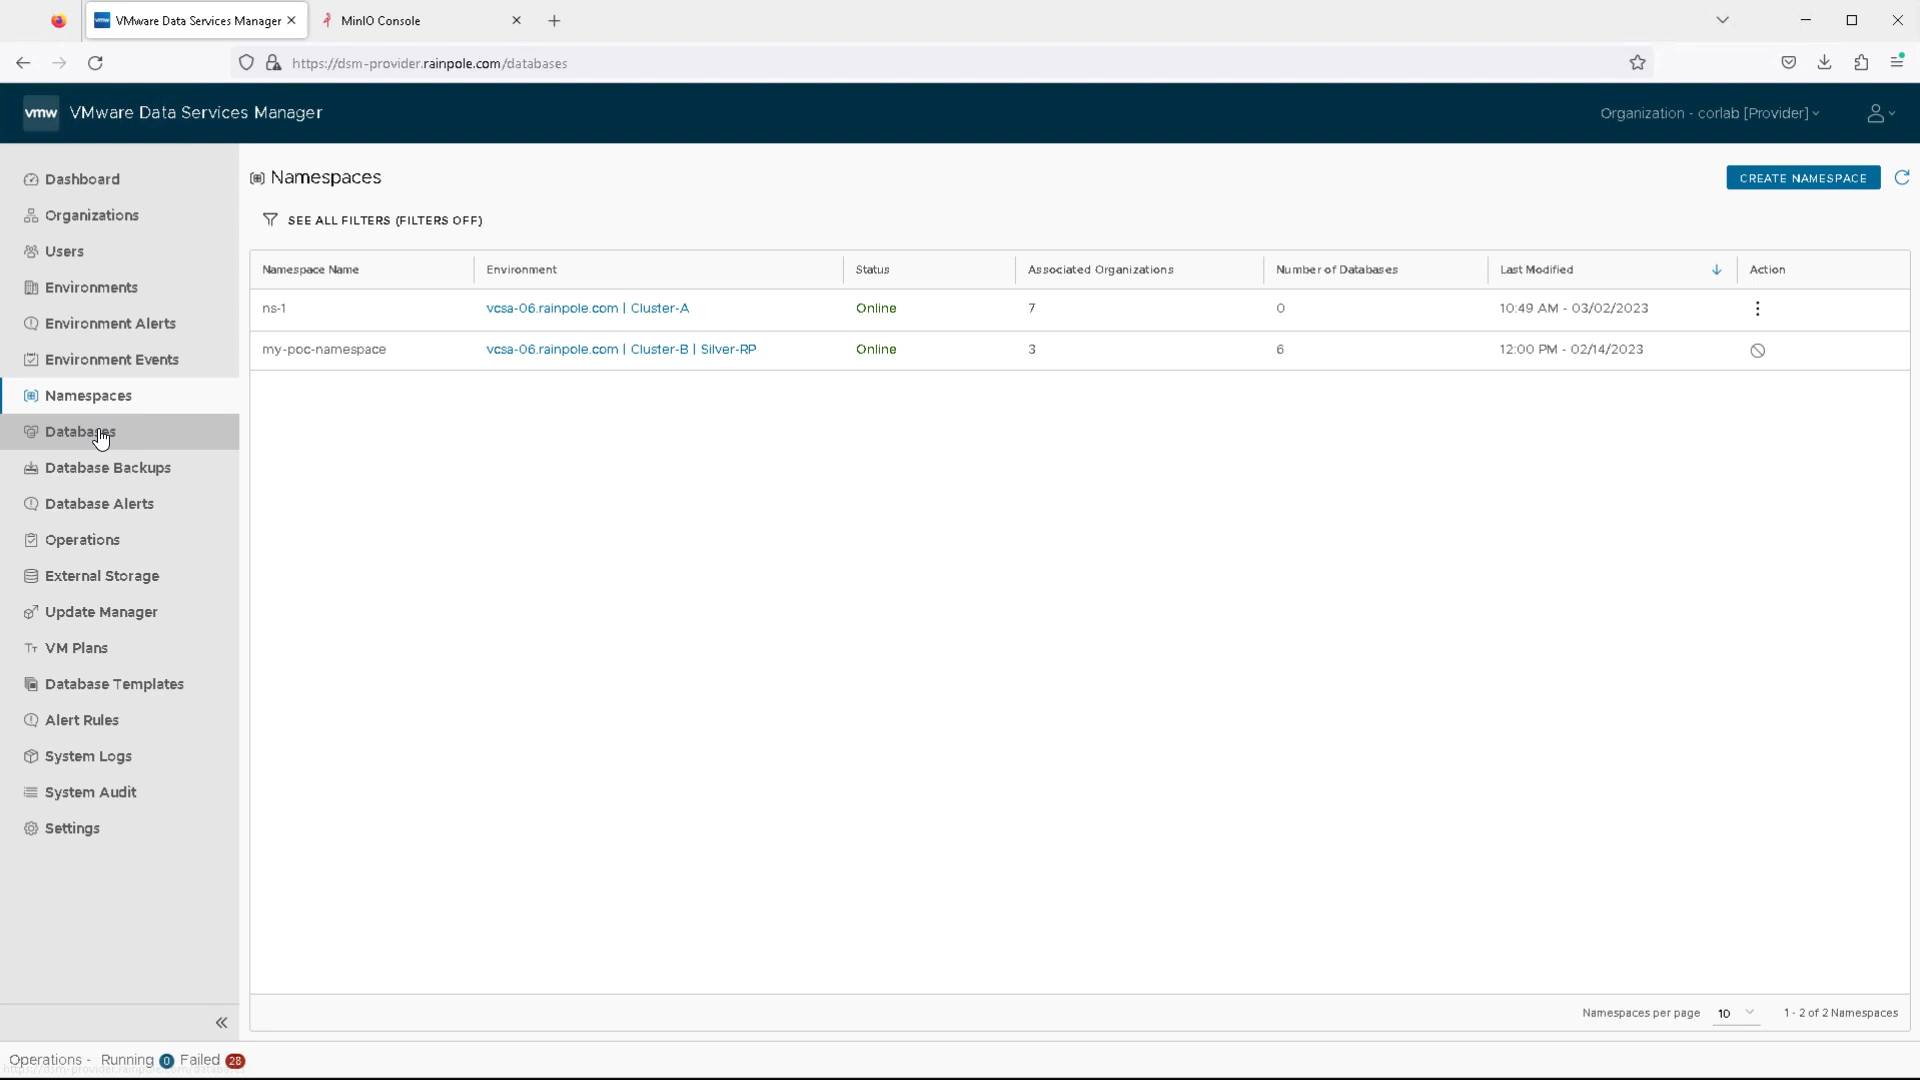 VMware Data Services Manager
MinIO Console
https://dsm-provider.rainpole.com/databases
vmw VMware Data Services Manager
Organization - corlab [Provider]
Dashboard
Organizations
Users
Environments
Environment Alerts
Environment Events
Namespaces
Databases
Database Backups
Database Alerts
Operations
External Storage
Update Manager
VM Plans
Database Templates
Alert Rules
System Logs
System Audit
Settings
Namespaces
CREATE NAMESPACE
SEE ALL FILTERS (FILTERS OFF)
Namespace Name Environment Status Associated Organizations Number of Databases Last Modified Action
ns-1 vcsa-06.rainpole.com | Cluster-A Online 7 0 10:49 AM - 03/02/2023
my-poc-namespace vcsa-06.rainpole.com | Cluster-B | Silver-RP Online 3 6 12:00 PM - 02/14/2023
Namespaces per page 10 1 - 2 of 2 Namespaces
Operations - Running 0 Failed 28
https://dsm-provider.rainpole.com/databases